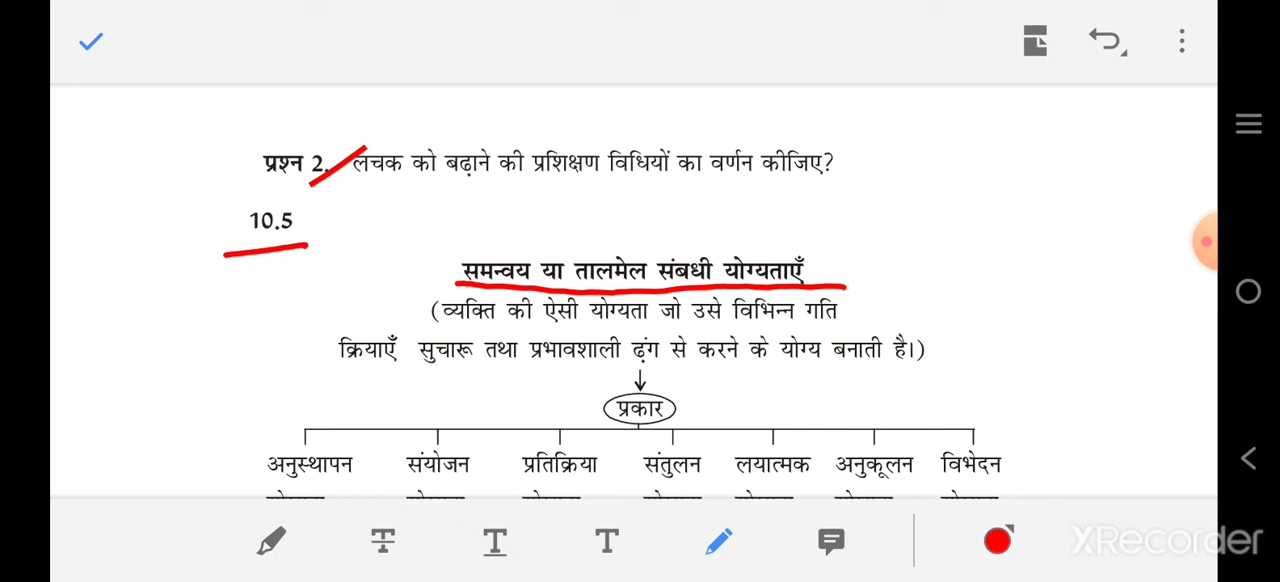 प्रश्न 2. लचक को बढ़ाने की प्रशिक्षण विधियों का वर्णन कीजिए?
10.5
समन्वय या तालमेल संबधी योग्यताएँ
(व्यक्ति की ऐसी योग्यता जो उसे विभिन्न गति
क्रियाएँ सुचारू तथा प्रभावशाली ढ़ंग से करने के योग्य बनाती है।)
प्रकार
अनुस्थापन संयोजन प्रतिक्रिया संतुलन लयात्मक अनुकूलन विभेदन
T T T
XRecorder